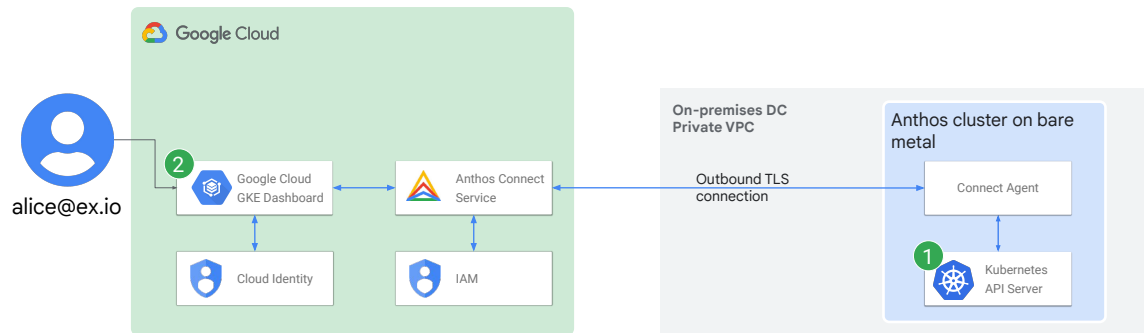 Google Cloud
On-premises DC
Private VPC
Anthos cluster on bare
metal
2
Google Cloud
GKE Dashboard
Anthos Connect
Service
Outbound TLS
connection
Connect Agent
alice@ex.io
Cloud Identity
IAM
1
Kubernetes
API Server